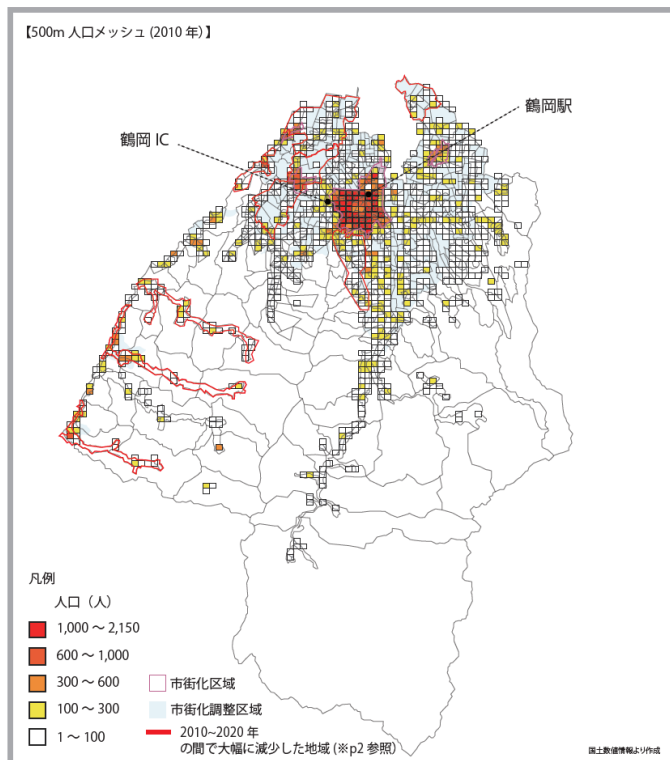 【500m 人口メッシュ (2010 年) 】
鶴岡駅
鶴岡 IC
凡例
人口（人）
1,000 ～ 2,150
600 ～ 1,000
300 ～ 600
100 ～ 300
1 ～ 100
市街化区域
市街化調整区域
2010~2020 年
の間で大幅に減少した地域 (※p2 参照)
国土数値情報より作成